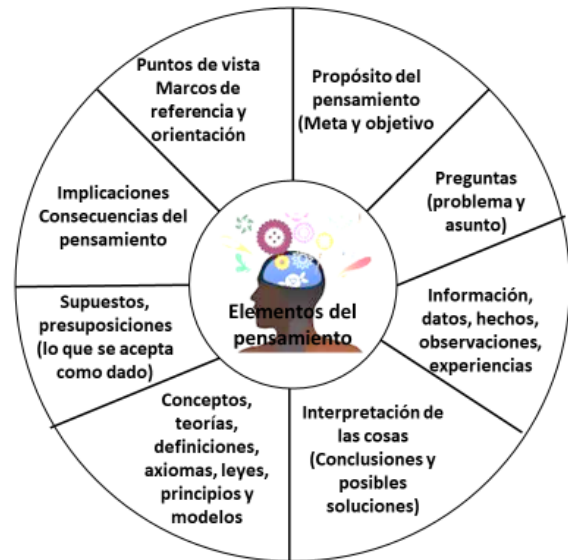 Puntos de vista
Marcos de
referencia y
orientación
Propósito del
pensamiento
(Meta y objetivo
Preguntas
(problema y
asunto)
Información,
datos, hechos,
observaciones,
experiencias
Interpretación de
las cosas
(Conclusiones y
posibles
soluciones)
Conceptos,
teorías,
definiciones,
axiomas, leyes,
principios y
modelos
Supuestos,
presuposiciones
(lo que se acepta
como dado)
Implicaciones
Consecuencias del
pensamiento
Elementos del
pensamiento